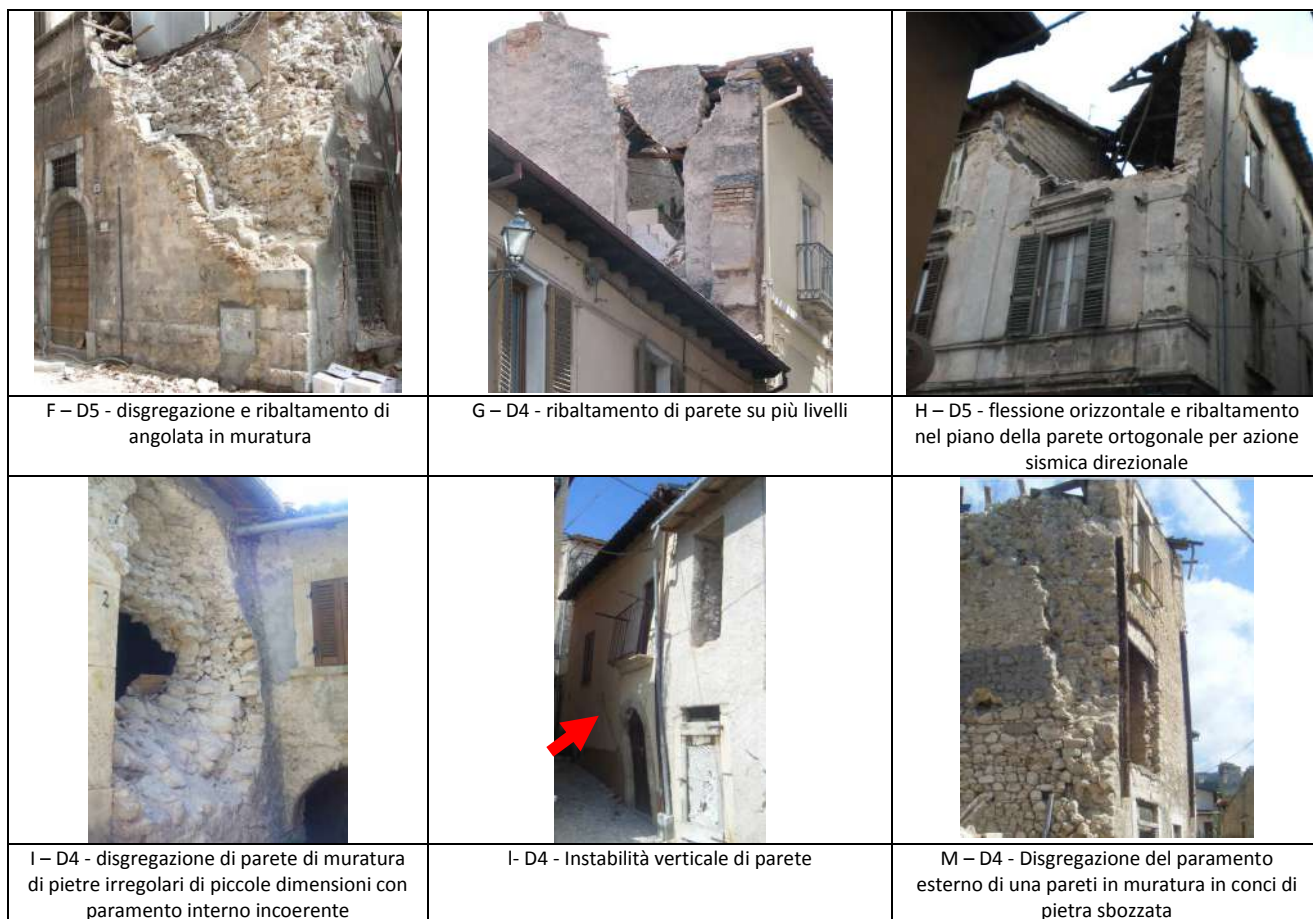 F – D5 - disgregazione e ribaltamento di
angolata in muratura
G – D4 - ribaltamento di parete su più livelli
H – D5 - flessione orizzontale e ribaltamento
nel piano della parete ortogonale per azione
sismica direzionale
2
I – D4 - disgregazione di parete di muratura
di pietre irregolari di piccole dimensioni con
paramento interno incoerente
l- D4 - Instabilità verticale di parete
M – D4 - Disgregazione del paramento
esterno di una pareti in muratura in conci di
pietra sbozzata